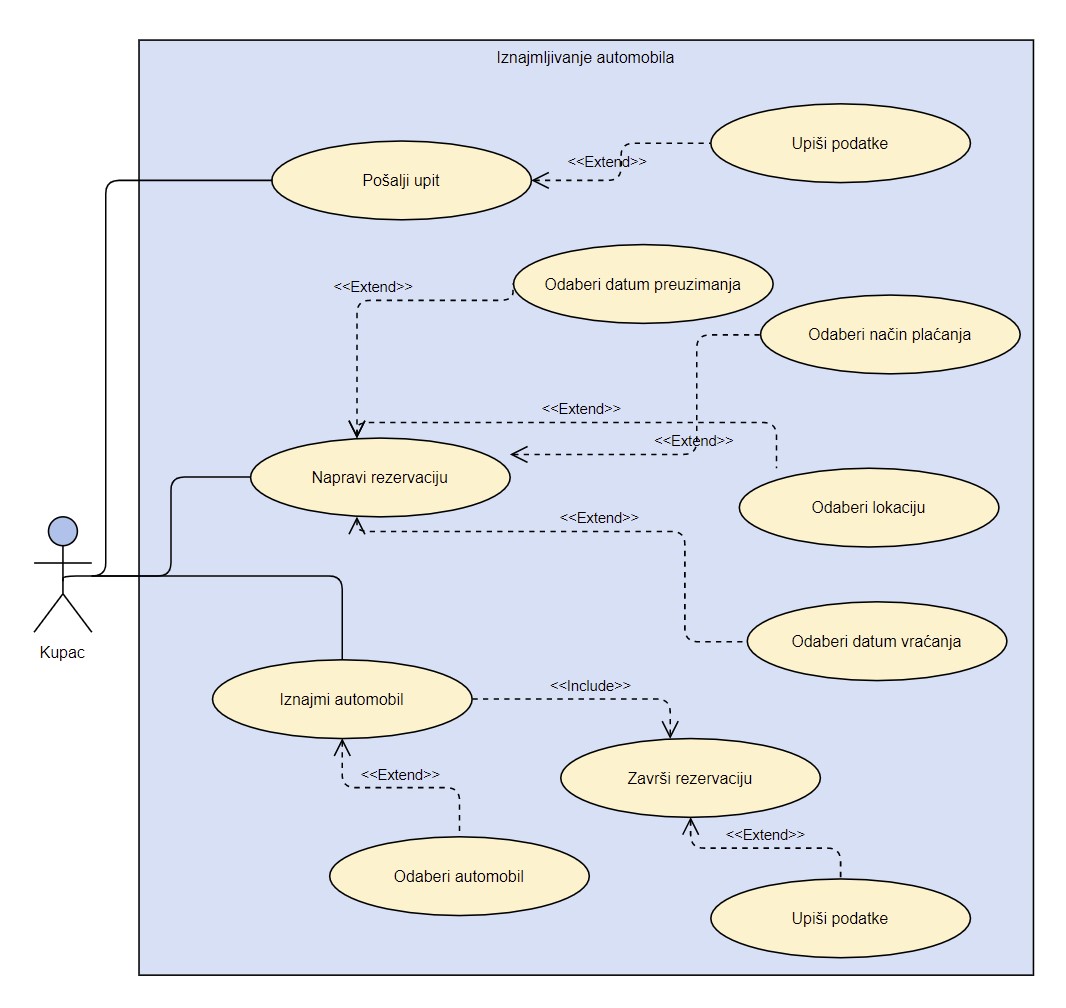 Iznajmljivanje automobila
Upiši podatke
<<Extend>>
Pošalji upit
Odaberi datum preuzimanja
<<Extend>>
Odaberi način plaćanja
<<Extend>>
<<Extend>>
Napravi rezervaciju
Odaberi lokaciju
<<Extend>>
Odaberi datum vraćanja
Kupac
<<Include>>
Iznajmi automobil
<<Extend>>
Završi rezervaciju
<<Extend>>
Odaberi automobil
Upiši podatke